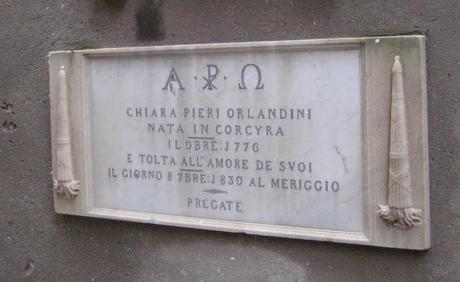 Α ☧ Ω
CHIARA PIERI ORLANDINI
NATA IN CORCYRA
IL OBRE: 1776
E TOLTA ALL'AMORE DE SVOI
IL GIORNO 8·7BRE: 1839 AL MERIGGIO
PREGATE